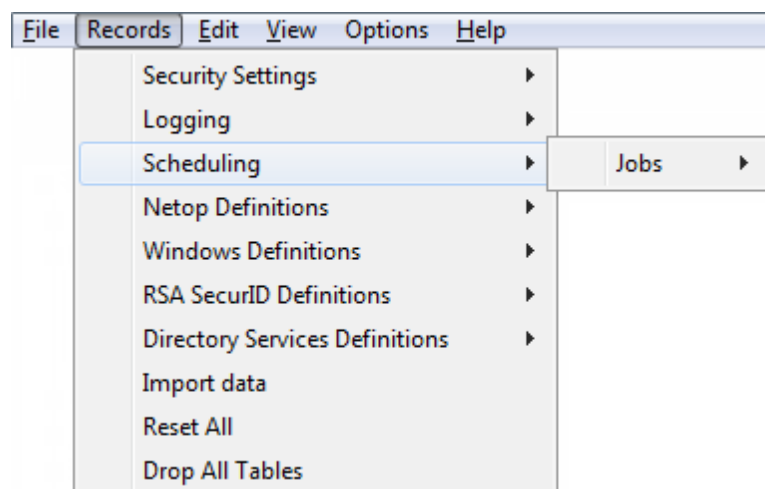 File Records Edit View Options Help
Security Settings
Logging
Scheduling Jobs
Netop Definitions
Windows Definitions
RSA SecurID Definitions
Directory Services Definitions
Import data
Reset All
Drop All Tables